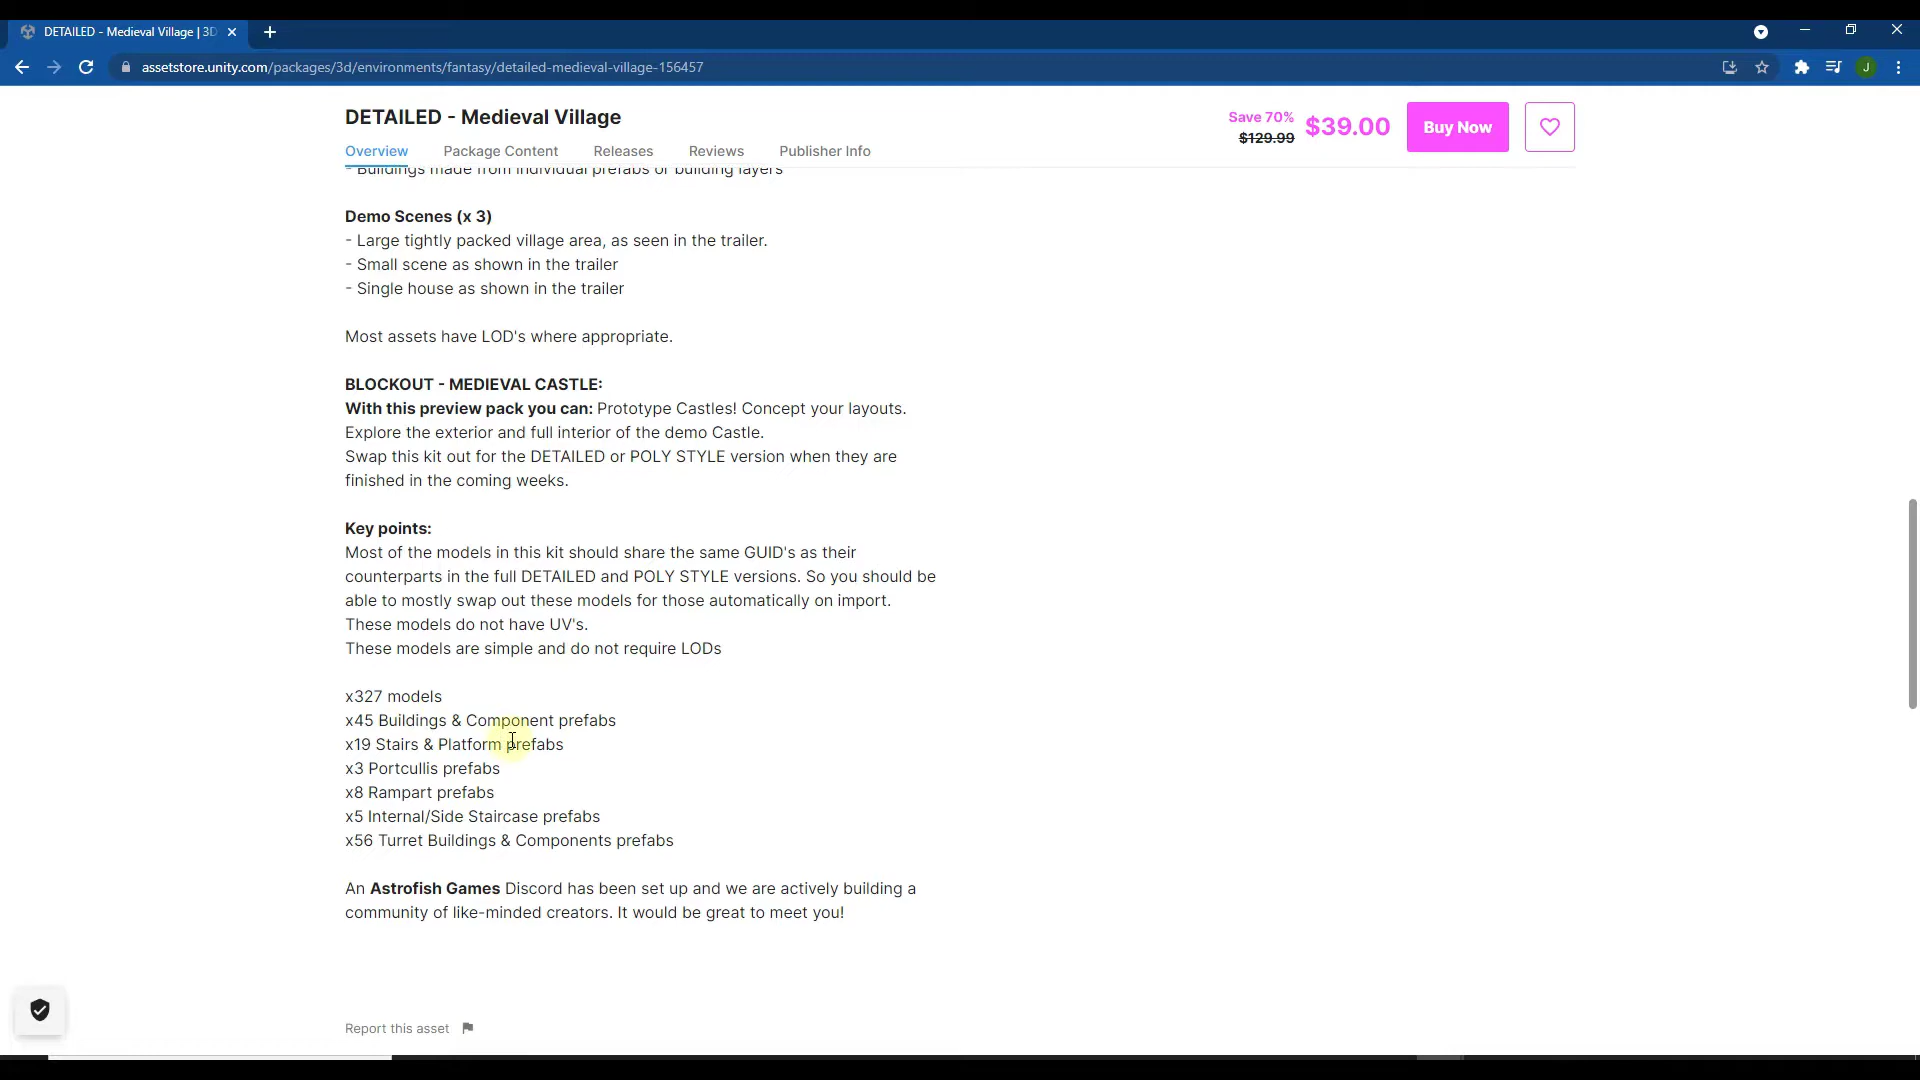 DETAILED - Medieval Village | 3D
assetstore.unity.com/packages/3d/environments/fantasy/detailed-medieval-village-156457
J
DETAILED - Medieval Village
Save 70%
$129.99
$39.00
Buy Now
Overview
Package Content
Releases
Reviews
Publisher Info
- Buildings made from individual prefabs or building layers
Demo Scenes (x 3)
- Large tightly packed village area, as seen in the trailer.
- Small scene as shown in the trailer
- Single house as shown in the trailer
Most assets have LOD's where appropriate.
BLOCKOUT - MEDIEVAL CASTLE:
With this preview pack you can: Prototype Castles! Concept your layouts.
Explore the exterior and full interior of the demo Castle.
Swap this kit out for the DETAILED or POLY STYLE version when they are
finished in the coming weeks.
Key points:
Most of the models in this kit should share the same GUID's as their
counterparts in the full DETAILED and POLY STYLE versions. So you should be
able to mostly swap out these models for those automatically on import.
These models do not have UV's.
These models are simple and do not require LODs
x327 models
x45 Buildings & Component prefabs
x19 Stairs & Platform prefabs
x3 Portcullis prefabs
x8 Rampart prefabs
x5 Internal/Side Staircase prefabs
x56 Turret Buildings & Components prefabs
An Astrofish Games Discord has been set up and we are actively building a
community of like-minded creators. It would be great to meet you!
Report this asset